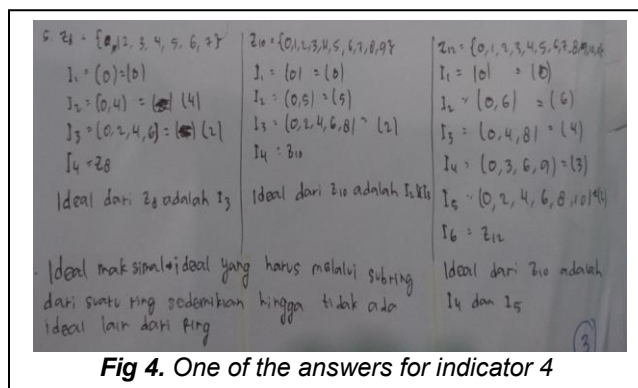 5. Z8 = {0, 1 2, 3, 4, 5, 6, 7}
I1 = (0) = (0)
I2 = (0,4) = (4)
I3 = (0,2,4,6) = (2)
I4 = Z8
Ideal dari Z8 adalah I3
Z10 = {0,1,2,3,4,5,6,7,8,9}
I1 = (0) = (0)
I2 = (0,5) = (5)
I3 = (0,2,4,6,8) = (2)
I4 = Z10
Ideal dari Z10 adalah I2 & I3
Z12 = {0,1,2,3,4,5,6,7,8,
I1 = (0) = (0)
I2 = (0,6) = (6)
I3 = (0,4,8) = (4)
I4 = (0,3,6,9) = (3)
I5 = (0,2,4,6,8,10) =
I6 = Z12
Ideal dari Z10 adalah
I4 dan I5
Ideal maksimal = ideal yang harus melalui subring
dari suatu ring sedemikian hingga tidak ada
ideal lain dari Ring
3
Fig 4. One of the answers for indicator 4